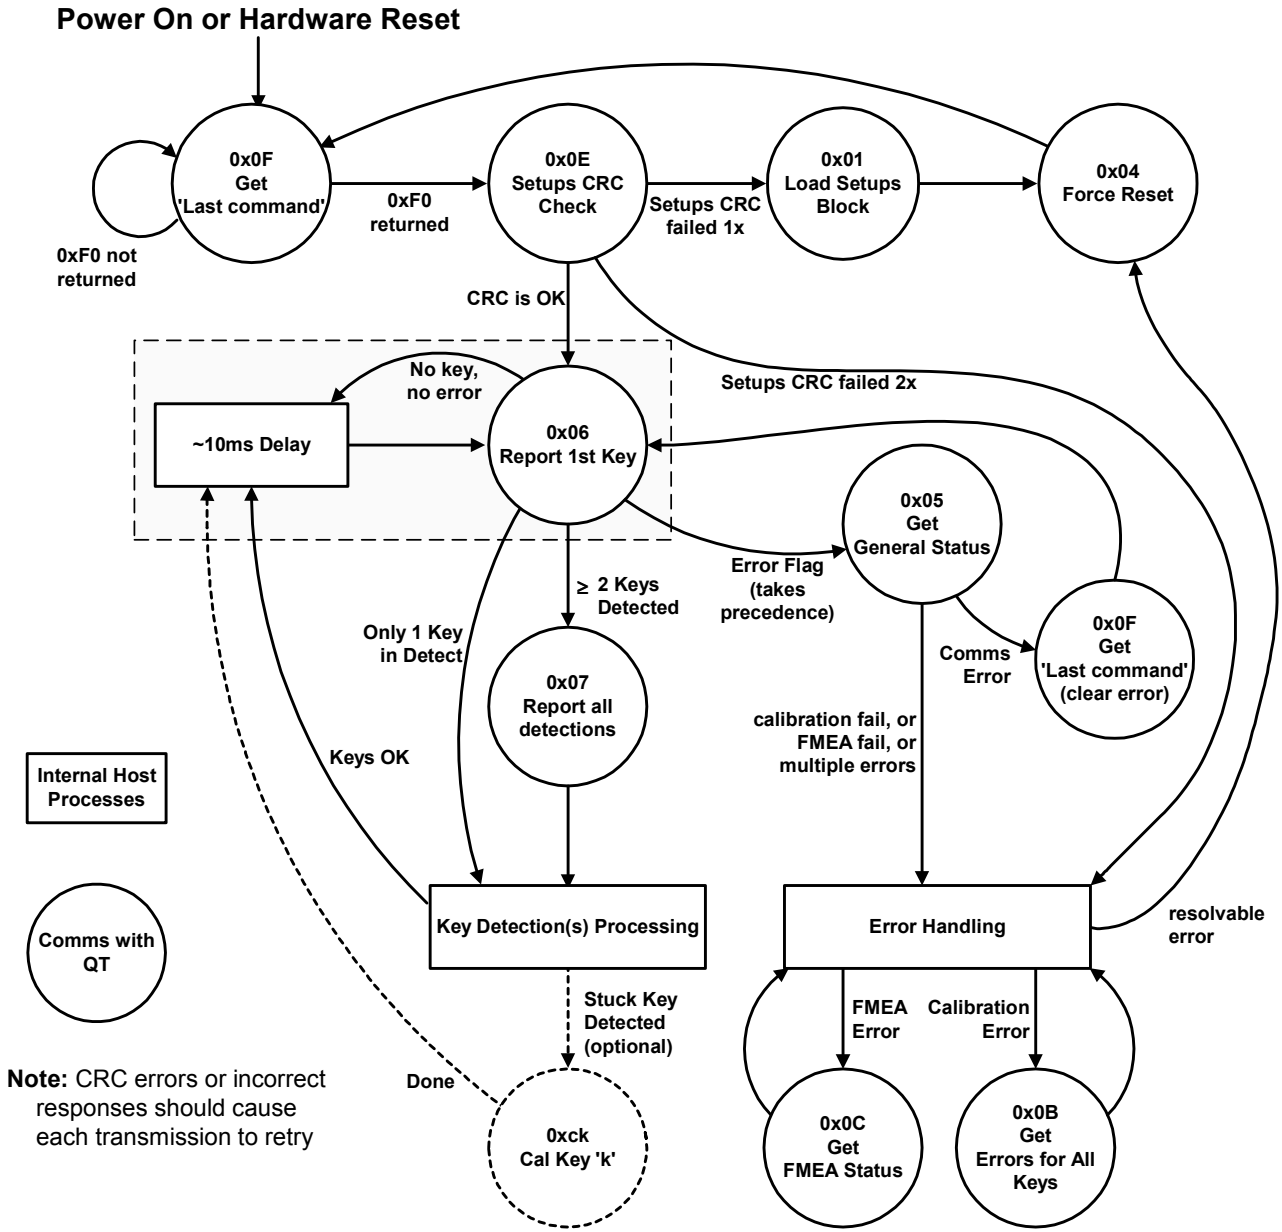 Power On or Hardware Reset
0x0F
Get
'Last command'
0xF0 not
returned
0xF0
returned
0x0E
Setups CRC
Check
Setups CRC
failed 1x
0x01
Load Setups
Block
0x04
Force Reset
CRC is OK
Setups CRC failed 2x
No key,
no error
~10ms Delay
0x06
Report 1st Key
0x05
Get
General Status
Error Flag
(takes
precedence)
≥ 2 Keys
Detected
Only 1 Key
in Detect
0x07
Report all
detections
Comms
Error
0x0F
Get
'Last command'
(clear error)
calibration fail, or
FMEA fail, or
multiple errors
Keys OK
Internal Host
Processes
Key Detection(s) Processing
Error Handling
resolvable
error
Comms with
QT
Stuck Key
Detected
(optional)
FMEA
Error
Calibration
Error
Done
Note: CRC errors or incorrect
responses should cause
each transmission to retry
0xck
Cal Key 'k'
0x0C
Get
FMEA Status
0x0B
Get
Errors for All
Keys